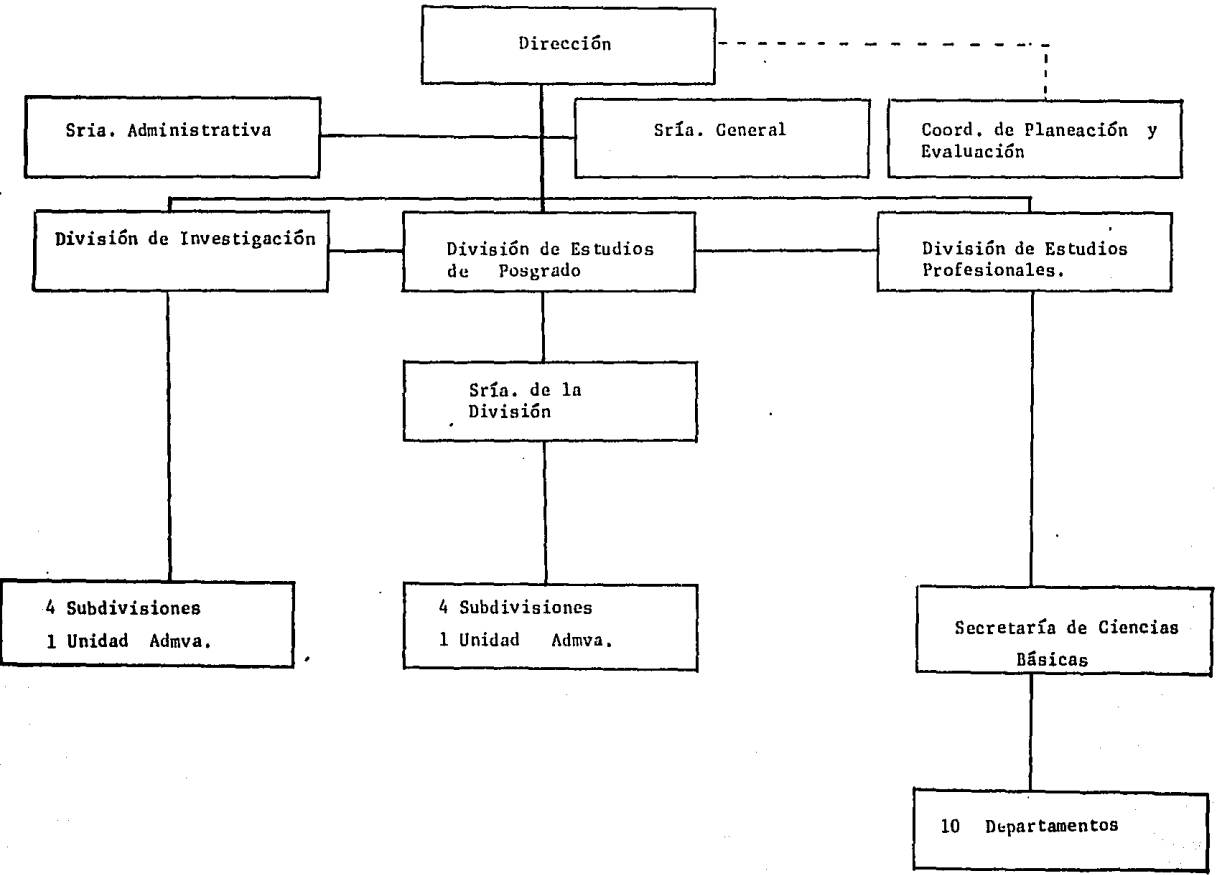 Dirección
Sria. Administrativa
Sría. General
Coord. de Planeación y
Evaluación
División de Investigación
División de Estudios
de Posgrado
División de Estudios
Profesionales.
Sría. de la
División
4 Subdivisiones
1 Unidad Admva.
4 Subdivisiones
1 Unidad Admva.
Secretaría de Ciencias
Básicas
10 Departamentos